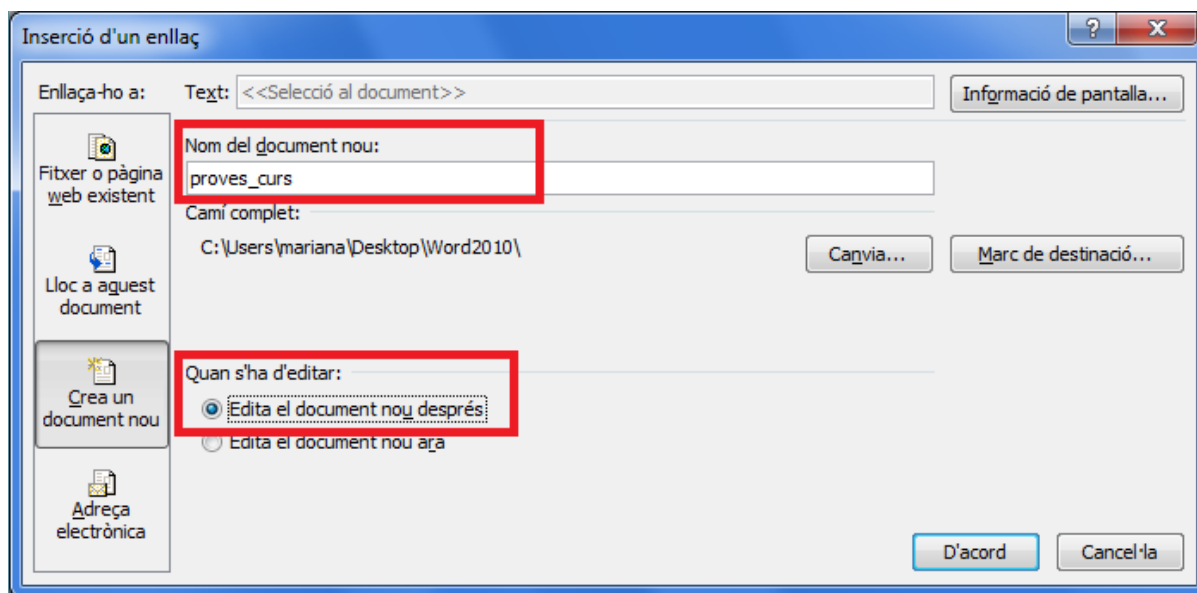 Inserció d'un enllaç
Enllaça-ho a:
Text: <<Selecció al document>>
Informació de pantalla...
Fitxer o pàgina
web existent
Lloc a aquest
document
Crea un
document nou
Adreça
electrònica
Nom del document nou:
proves_curs
Camí complet:
C:\Users\mariana\Desktop\Word2010\
Canvia...
Marc de destinació...
Quan s'ha d'editar:
Edita el document nou després
Edita el document nou ara
D'acord
Cancel·la